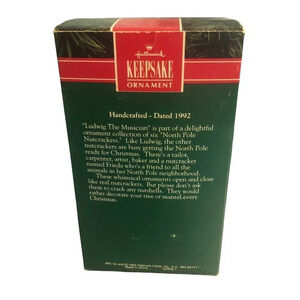 Hallmark
KEEPSAKE
ORNAMENT
Handcrafted - Dated 1992
"Ludwig The Musician" is part of a delightful
ornament collection of six "North Pole
Nutcrackers." Like Ludwig, the other
nutcrackers are busy getting the North Pole
ready for Christmas. There's a tailor,
carpenter, artist, baker and a nutcracker
named Frieda who's a friend to all the
animals as her North Pole neighborhood.
These whimsical ornaments open and close
like real nutcrackers. But please don't ask
them to crack any nutshells. They would
rather decorate your tree or mantel every
Christmas.
Hallmark Cards, Inc.